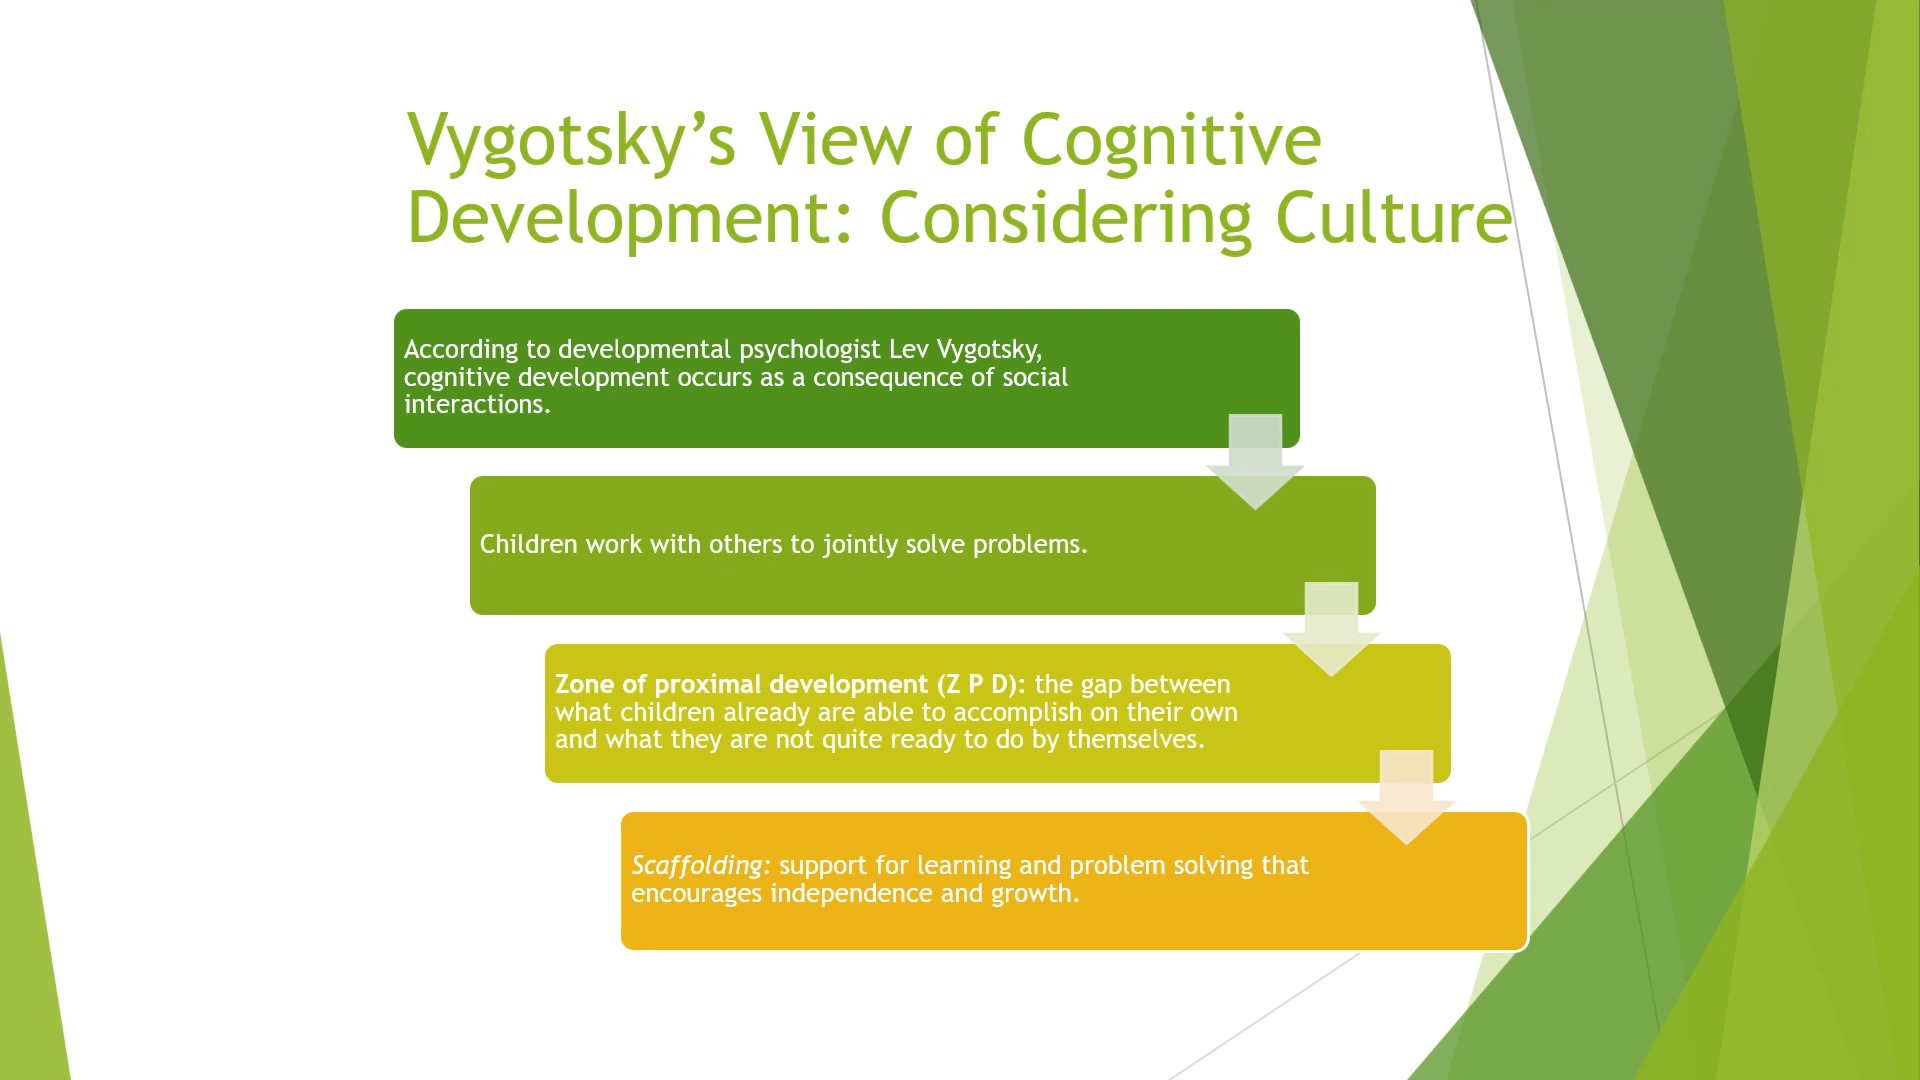 Vygotsky’s View of Cognitive
Development: Considering Culture
According to developmental psychologist Lev Vygotsky,
cognitive development occurs as a consequence of social
interactions.
Children work with others to jointly solve problems.
Zone of proximal development (Z P D): the gap between
what children already are able to accomplish on their own
and what they are not quite ready to do by themselves.
Scaffolding: support for learning and problem solving that
encourages independence and growth.